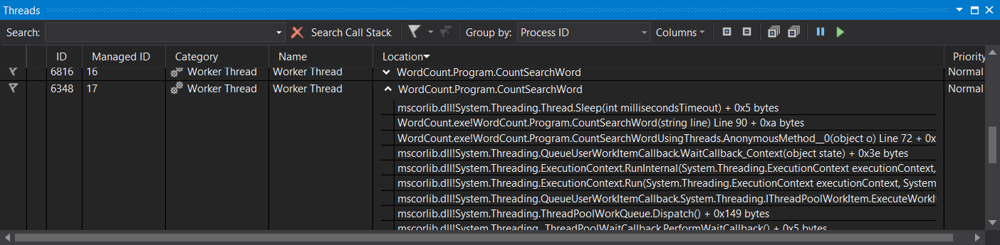 Threads
Search: Search Call Stack Group by: Process ID Columns
ID Managed ID Category Name Location Priority
6816 16 Worker Thread Worker Thread WordCount.Program.CountSearchWord Normal
6348 17 Worker Thread Worker Thread WordCount.Program.CountSearchWord Normal
mscorlib.dll!System.Threading.Thread.Sleep(int millisecondsTimeout) + 0x5 bytes
WordCount.exe!WordCount.Program.CountSearchWord(string line) Line 90 + 0xa bytes
WordCount.exe!WordCount.Program.CountSearchWordUsingThreads.AnonymousMethod__0(object o) Line 72 + 0x
mscorlib.dll!System.Threading.QueueUserWorkItemCallback.WaitCallback_Context(object state) + 0x3e bytes
mscorlib.dll!System.Threading.ExecutionContext.RunInternal(System.Threading.ExecutionContext executionContext,
mscorlib.dll!System.Threading.ExecutionContext.Run(System.Threading.ExecutionContext executionContext, System
mscorlib.dll!System.Threading.QueueUserWorkItemCallback.System.Threading.IThreadPoolWorkItem.ExecuteWorkIt
mscorlib.dll!System.Threading.ThreadPoolWorkQueue.Dispatch() + 0x149 bytes
mscorlib.dll!System.Threading._ThreadPoolWaitCallback.PerformWaitCallback() + 0x5 bytes